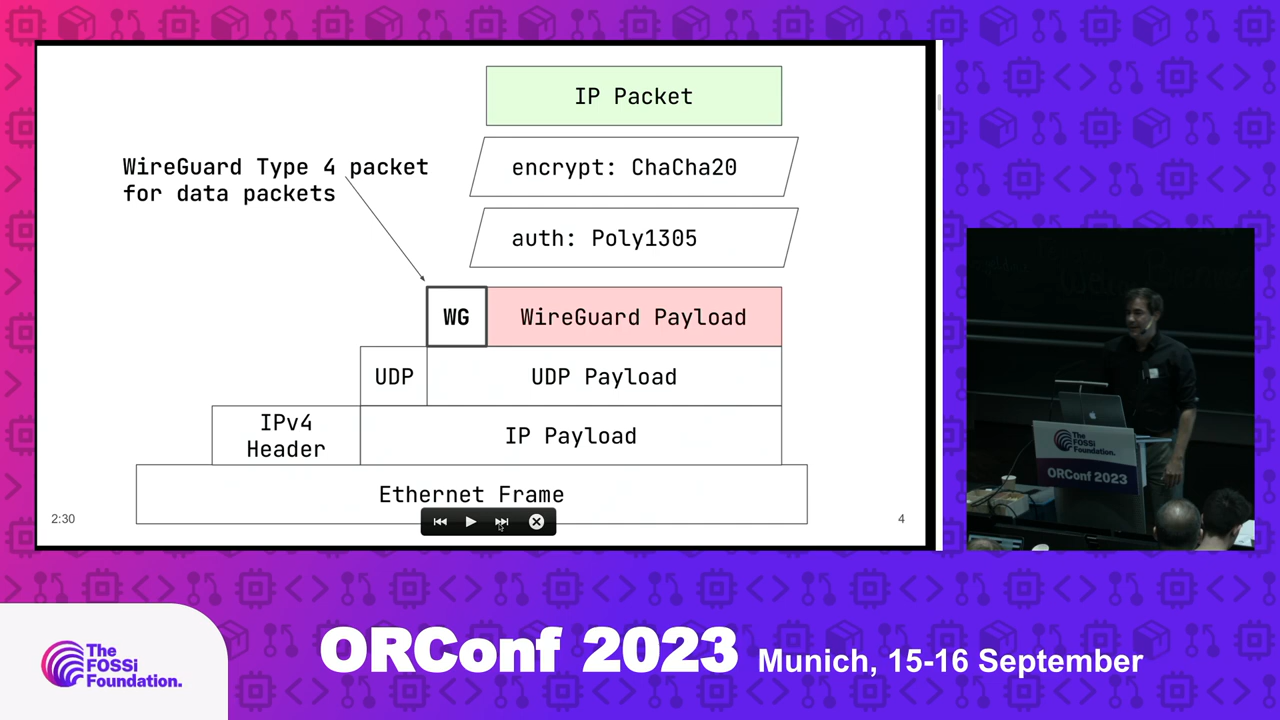 IP Packet
WireGuard Type 4 packet
for data packets
encrypt: ChaCha20
auth: Poly1305
WG
WireGuard Payload
UDP
UDP Payload
IPv4
Header
IP Payload
Ethernet Frame
2:30
4
The
FOSSi
Foundation.
ORConf 2023
The
FOSSi
Foundation.
ORConf 2023
Munich, 15-16 September